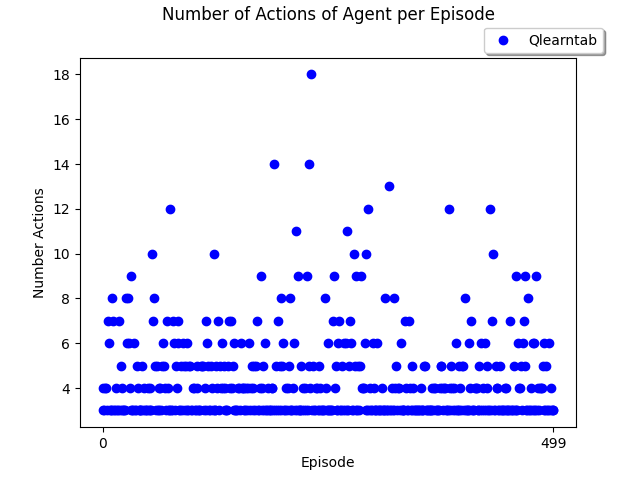 Number of Actions of Agent per Episode
Qlearntab
18
16
14
12
10
8
6
4
Number Actions
0
499
Episode